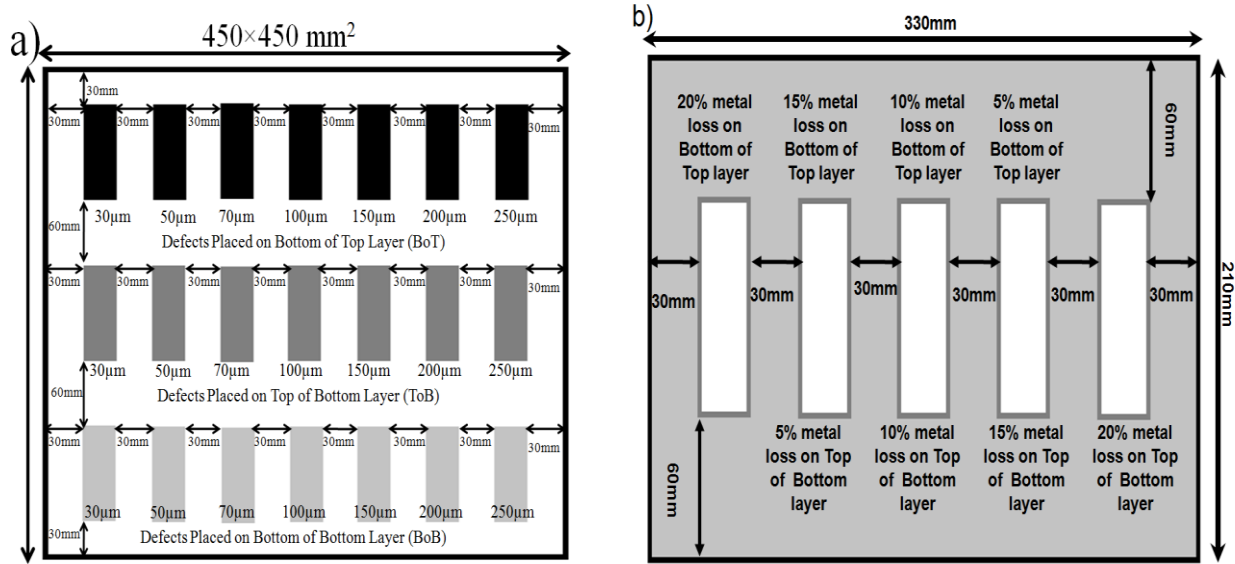 a)
450×450 mm²
30mm
30mm 30mm 30mm 30mm 30mm 30mm 30mm 30mm
30µm 50µm 70µm 100µm 150µm 200µm 250µm
60mm
Defects Placed on Bottom of Top Layer (BoT)
30mm 30mm 30mm 30mm 30mm 30mm 30mm 30mm
30µm 50µm 70µm 100µm 150µm 200µm 250µm
60mm
Defects Placed on Top of Bottom Layer (ToB)
30mm 30mm 30mm 30mm 30mm 30mm 30mm 30mm
30µm 50µm 70µm 100µm 150µm 200µm 250µm
30mm
Defects Placed on Bottom of Bottom Layer (BoB)
b)
330mm
20% metal
loss on
Bottom of
Top layer
15% metal
loss on
Bottom of
Top layer
10% metal
loss on
Bottom of
Top layer
5% metal
loss on
Bottom of
Top layer
60mm
210mm
30mm 30mm 30mm 30mm 30mm 30mm
5% metal
loss on Top
of Bottom
layer
10% metal
loss on Top
of Bottom
layer
15% metal
loss on Top
of Bottom
layer
20% metal
loss on Top
of Bottom
layer
60mm